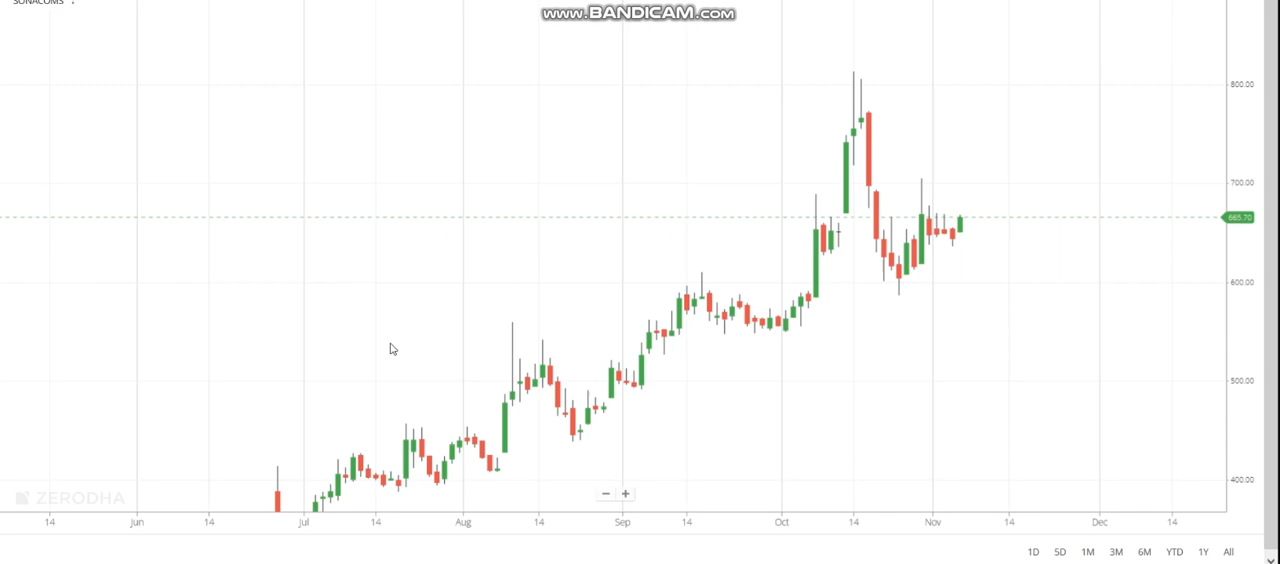 SONACOMS
www.BANDICAM.com
800.00
700.00
665.70
600.00
500.00
400.00
ZERODHA
− +
14 Jun 14 Jul 14 Aug 14 Sep 14 Oct 14 Nov 14 Dec 14
1D 5D 1M 3M 6M YTD 1Y All